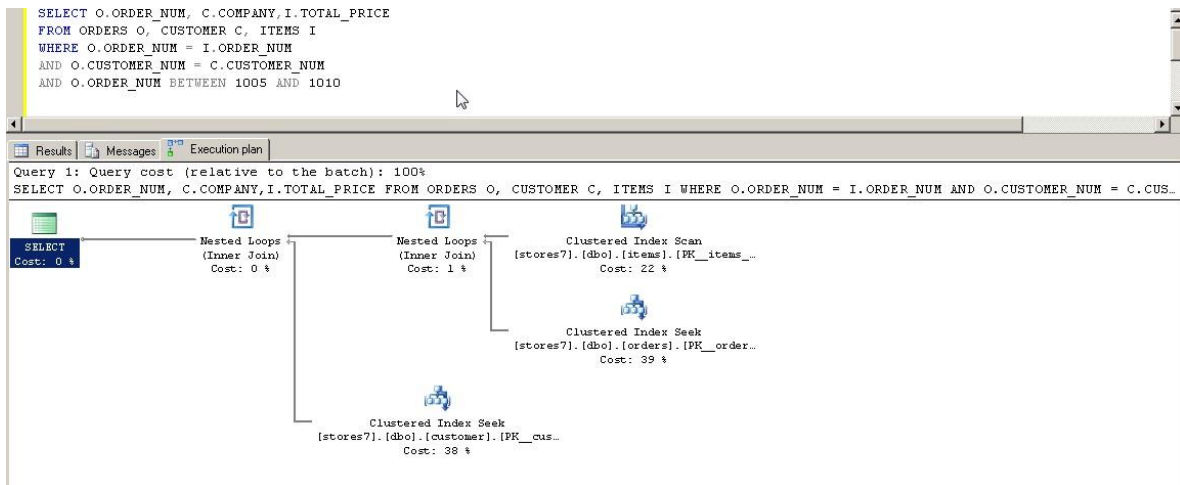 SELECT O.ORDER_NUM, C.COMPANY,I.TOTAL_PRICE
FROM ORDERS O, CUSTOMER C, ITEMS I
WHERE O.ORDER_NUM = I.ORDER_NUM
AND O.CUSTOMER_NUM = C.CUSTOMER_NUM
AND O.ORDER_NUM BETWEEN 1005 AND 1010
Results Messages Execution plan
Query 1: Query cost (relative to the batch): 100%
SELECT O.ORDER_NUM, C.COMPANY,I.TOTAL_PRICE FROM ORDERS O, CUSTOMER C, ITEMS I WHERE O.ORDER_NUM = I.ORDER_NUM AND O.CUSTOMER_NUM = C.CUS…
SELECT
Cost: 0 %
Nested Loops
(Inner Join)
Cost: 0 %
Nested Loops
(Inner Join)
Cost: 1 %
Clustered Index Scan
[stores7].[dbo].[items].[PK__items_…
Cost: 22 %
Clustered Index Seek
[stores7].[dbo].[orders].[PK__order…
Cost: 39 %
Clustered Index Seek
[stores7].[dbo].[customer].[PK__cus…
Cost: 38 %